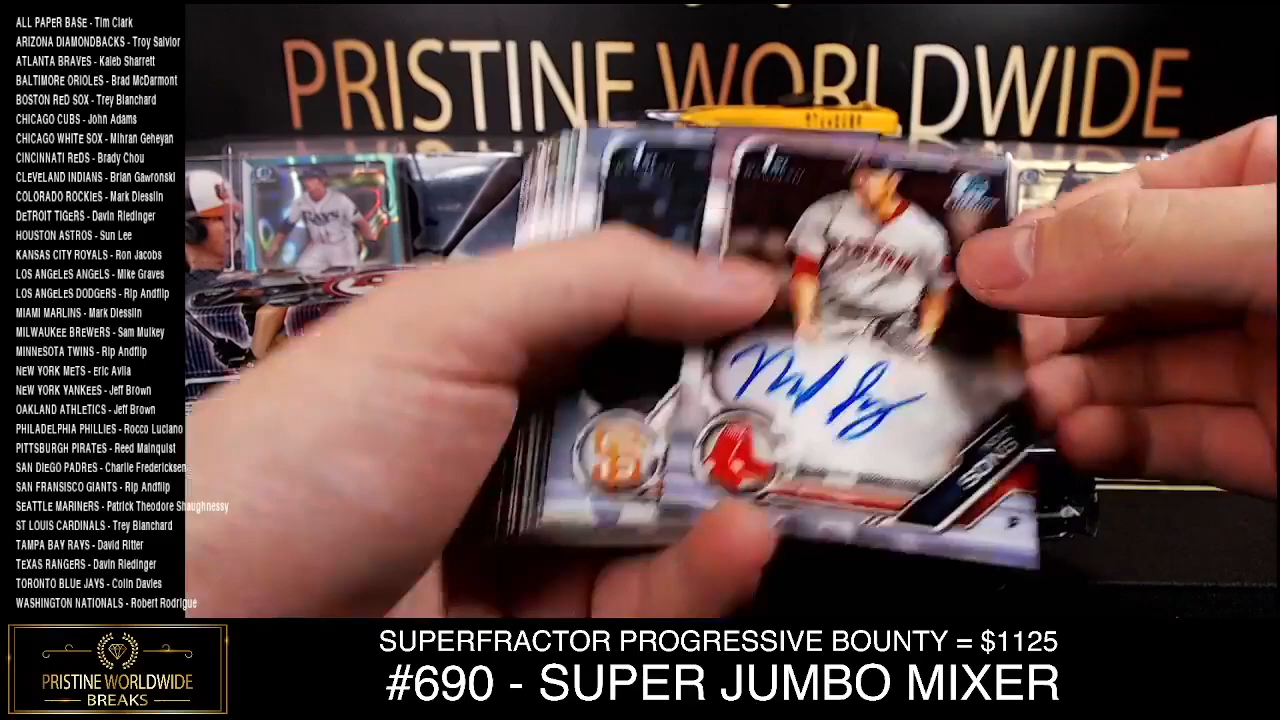 ALL PAPER BASE - Tim Clark
ARIZONA DIAMONDBACKS - Troy Salvior
ATLANTA BRAVES - Kaleb Sharrett
BALTIMORE ORIOLES - Brad McDarmont
BOSTON RED SOX - Trey Blanchard
CHICAGO CUBS - John Adams
CHICAGO WHITE SOX - Mihran Geheyan
CINCINNATI REDS - Brady Chou
CLEVELAND INDIANS - Brian Gawronski
COLORADO ROCKIES - Mark Diesslin
DETROIT TIGERS - Davin Riedinger
HOUSTON ASTROS - Sun Lee
KANSAS CITY ROYALS - Ron Jacobs
LOS ANGELES ANGELS - Mike Graves
LOS ANGELES DODGERS - Rip Andflip
MIAMI MARLINS - Mark Diesslin
MILWAUKEE BREWERS - Sam Mulkey
MINNESOTA TWINS - Rip Andflip
NEW YORK METS - Eric Avila
NEW YORK YANKEES - Jeff Brown
OAKLAND ATHLETICS - Jeff Brown
PHILADELPHIA PHILLIES - Rocco Luciano
PITTSBURGH PIRATES - Reed Mainquist
SAN DIEGO PADRES - Charlie Fredericksen
SAN FRANSISCO GIANTS - Rip Andflip
SEATTLE MARINERS - Patrick Theodore Shaughnessy
ST LOUIS CARDINALS - Trey Blanchard
TAMPA BAY RAYS - David Ritter
TEXAS RANGERS - Davin Riedinger
TORONTO BLUE JAYS - Colin Davies
WASHINGTON NATIONALS - Robert Rodrigue
PRISTINE WORLDWIDE
RAYS
PRISTINE WORLDWIDE
BREAKS
SUPERFRACTOR PROGRESSIVE BOUNTY = $1125
#690 - SUPER JUMBO MIXER